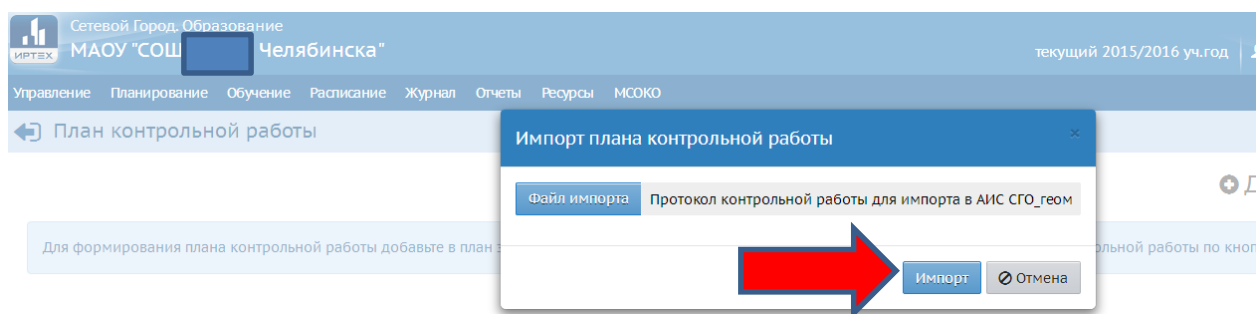 Сетевой Город. Образование
ИРТЕХ
МАОУ "СОШ Челябинска"
текущий 2015/2016 уч.год
Управление Планирование Обучение Расписание Журнал Отчеты Ресурсы МСОКО
План контрольной работы
Импорт плана контрольной работы ×
Файл импорта Протокол контрольной работы для импорта в АИС СГО_геом
Для формирования плана контрольной работы добавьте в план
контрольной работы по
Импорт Отмена